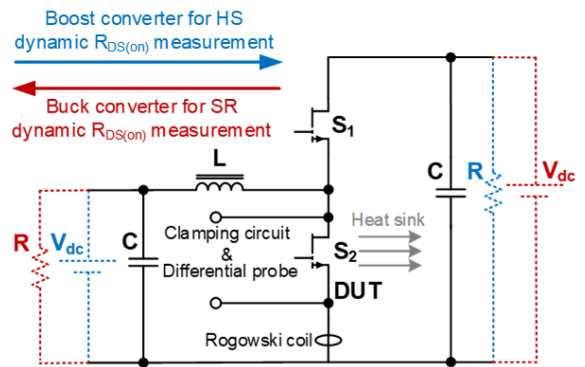 Boost converter for HS
dynamic RDS(on) measurement
Buck converter for SR
dynamic RDS(on) measurement
S1
L
C
R
Vdc
Clamping circuit
&
Differential probe
Heat sink
S2
DUT
R
Vdc
C
Rogowski coil